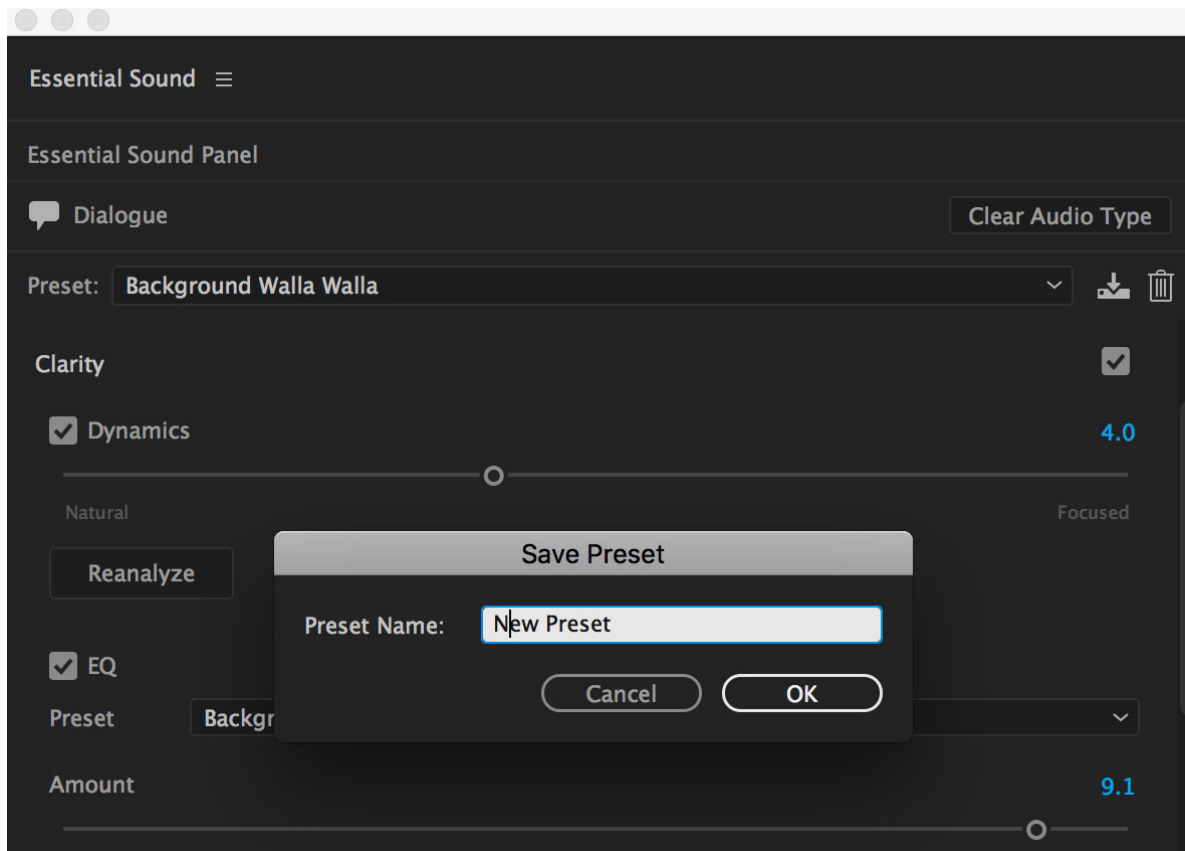 Essential Sound
Essential Sound Panel
Dialogue
Clear Audio Type
Preset: Background Walla Walla
Clarity
Dynamics 4.0
Natural Focused
Reanalyze
Save Preset
Preset Name: New Preset
Cancel OK
EQ
Preset Backgr
Amount 9.1